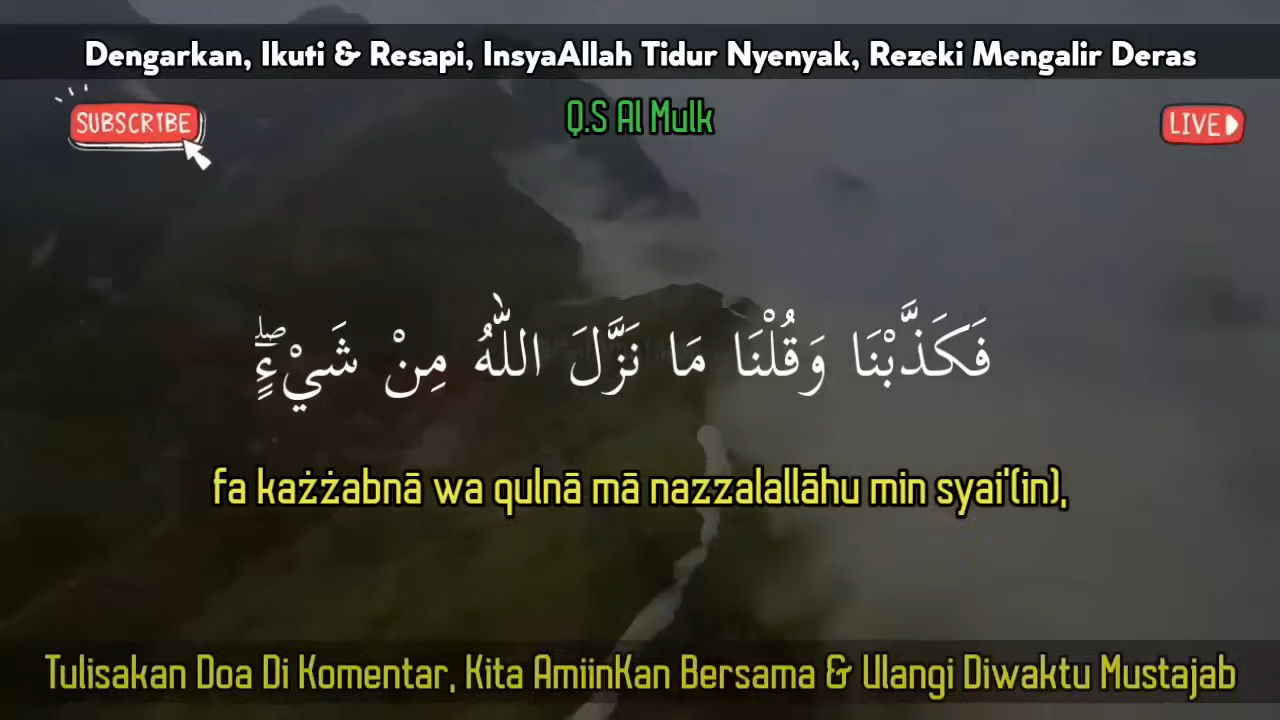 Dengarkan, Ikuti & Resapi, InsyaAllah Tidur Nyenyak, Rezeki Mengalir Deras
SUBSCRIBE
Q.S Al Mulk
LIVE
فَكَذَّبْنَا وَقُلْنَا مَا نَزَّلَ اللّٰهُ مِنْ شَيْءٍۖ
fa każżabnā wa qulnā mā nazzalallāhu min syai'(in),
Tulisakan Doa Di Komentar, Kita AmiinKan Bersama & Ulangi Diwaktu Mustajab